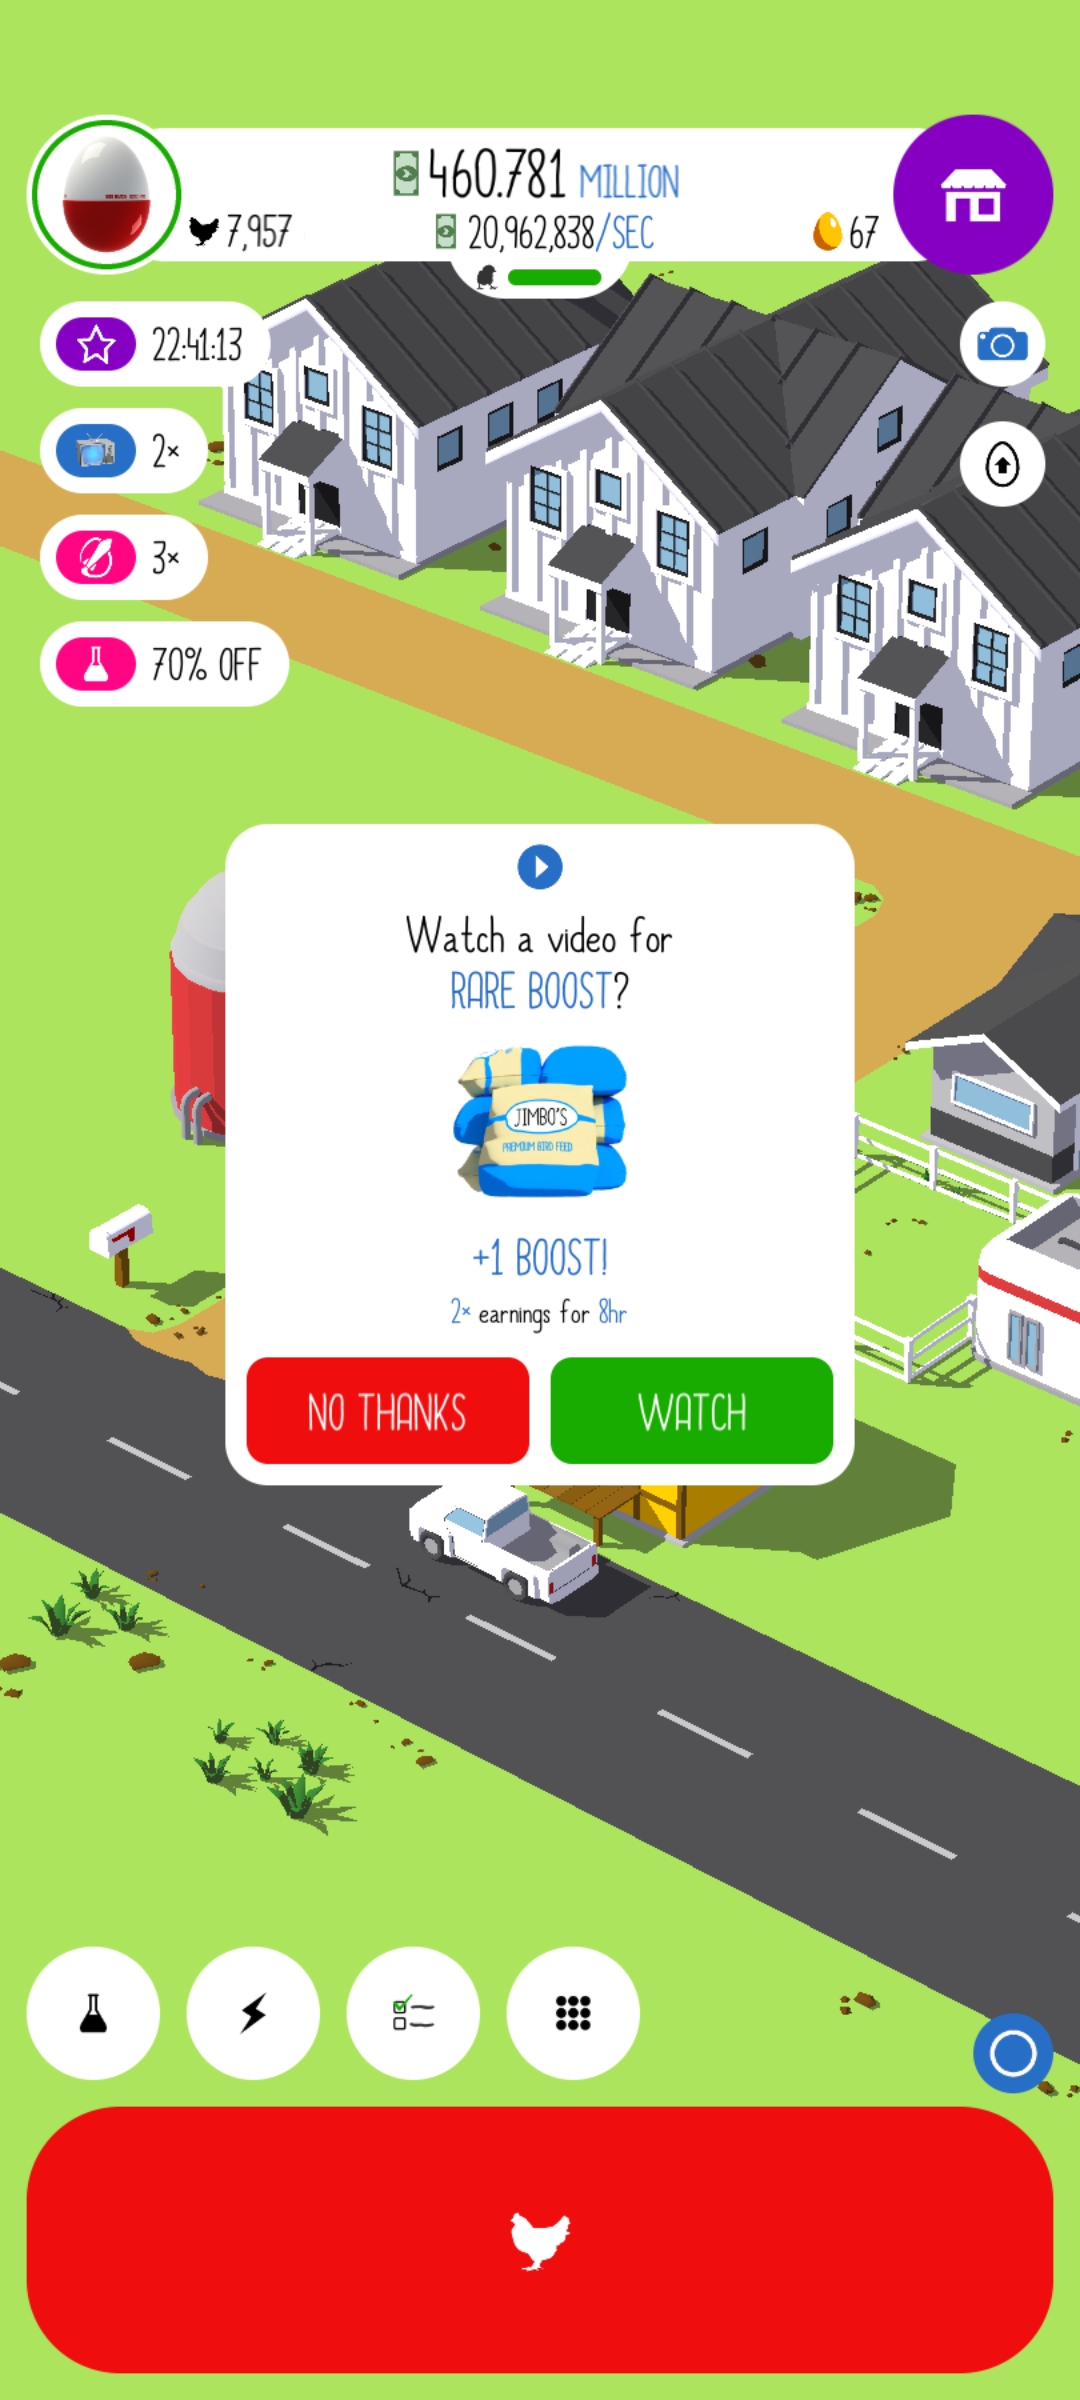 460.781 MILLION
7,957
20,962,838/SEC
67
22:41:13
2×
3×
70% OFF
Watch a video for
RARE BOOST?
JIMBO'S
PREMIUM BIRD FEED
+1 BOOST!
2× earnings for 8hr
NO THANKS
WATCH